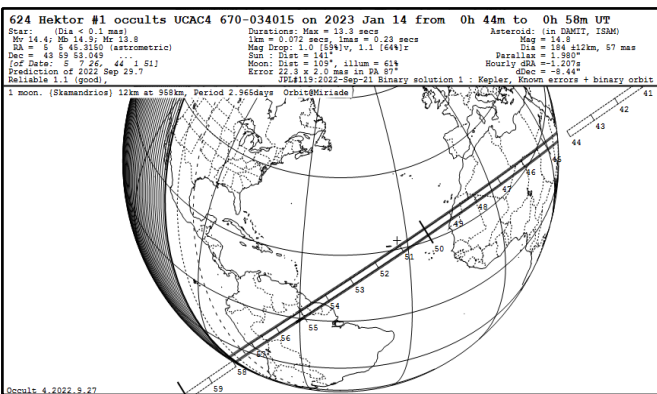 624 Hektor #1 occults UCAC4 670-034015 on 2023 Jan 14 from 0h 44m to 0h 58m UT
Star: (Dia < 0.1 mas) Durations: Max = 13.3 secs Asteroid: (in DAMIT, ISAM)
Mv 14.4; Mb 14.9; Mr 13.8 1km = 0.072 secs, 1mas = 0.23 secs Mag = 14.8
RA = 5 5 45.3150 (astrometric) Mag Drop: 1.0 [59%]v, 1.1 [64%]r Dia = 184 ±12km, 57 mas
Dec = 43 59 53.049 ... Sun : Dist = 141° Parallax = 1.980"
[of Date: 5 7 26, 44 1 51] Moon: Dist = 109°, illum = 61% Hourly dRA =-1.207s
Prediction of 2022 Sep 29.7 Error 22.3 x 2.0 mas in PA 87° dDec = -8.44"
Reliable 1.1 (good), JPL#119:2022-Sep-21 Binary solution 1 : Kepler, Known errors + binary orbit
1 moon. {Skamandrios} 12km at 958km, Period 2.965days Orbit@Miriade
41
42
43
44
45
46
47
48
49
50
51
52
53
54
55
56
57
58
59
Occult 4.2022.9.27